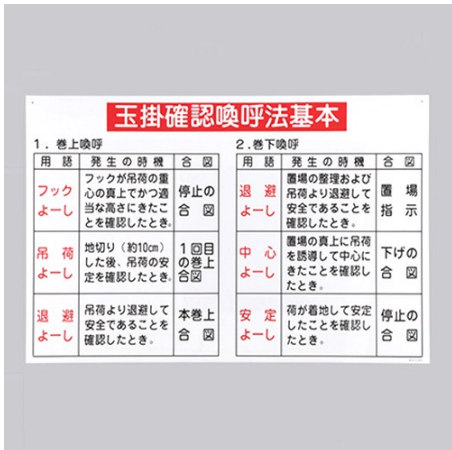 玉掛確認喚呼法基本
1．巻上喚呼
用語 発生の時機 合図
フック
よーし
フックが吊荷の重
心の真上でかつ適
当な高さにきたこ
とを確認したとき。
停止の
合図
吊荷
よーし
地切り（約10cm）
した後、吊荷の安
定を確認したとき。
1回目
の巻上
合図
退避
よーし
吊荷より退避して
安全であることを
確認したとき。
本巻上
合図
2．巻下喚呼
用語 発生の時機 合図
退避
よーし
置場の整理および
吊荷より退避して
安全であることを
確認したとき。
置場
指示
中心
よーし
置場の真上に吊荷
を誘導して中心に
きたことを確認し
たとき。
下げの
合図
安定
よーし
荷が着地して安定
したことを確認し
たとき。
停止の
合図